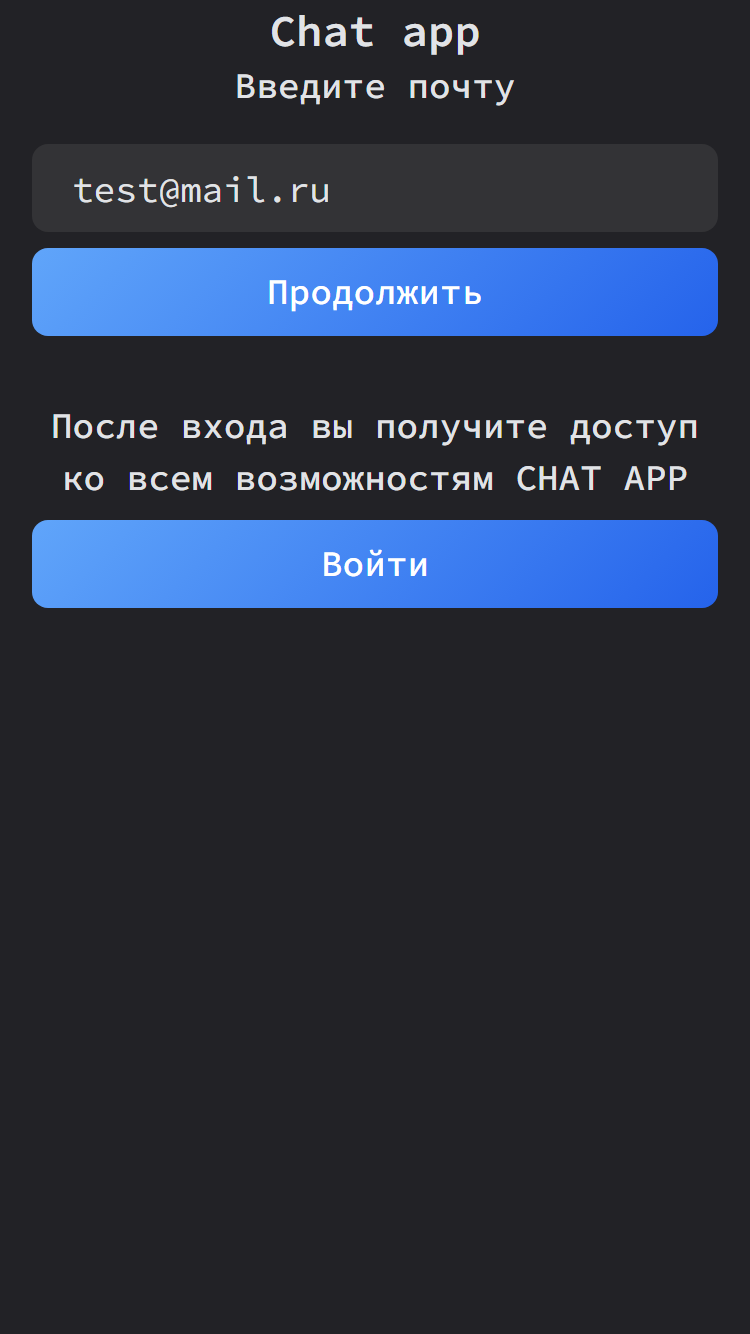 Chat app
Введите почту
test@mail.ru
Продолжить
После входа вы получите доступ
ко всем возможностям CHAT APP
Войти